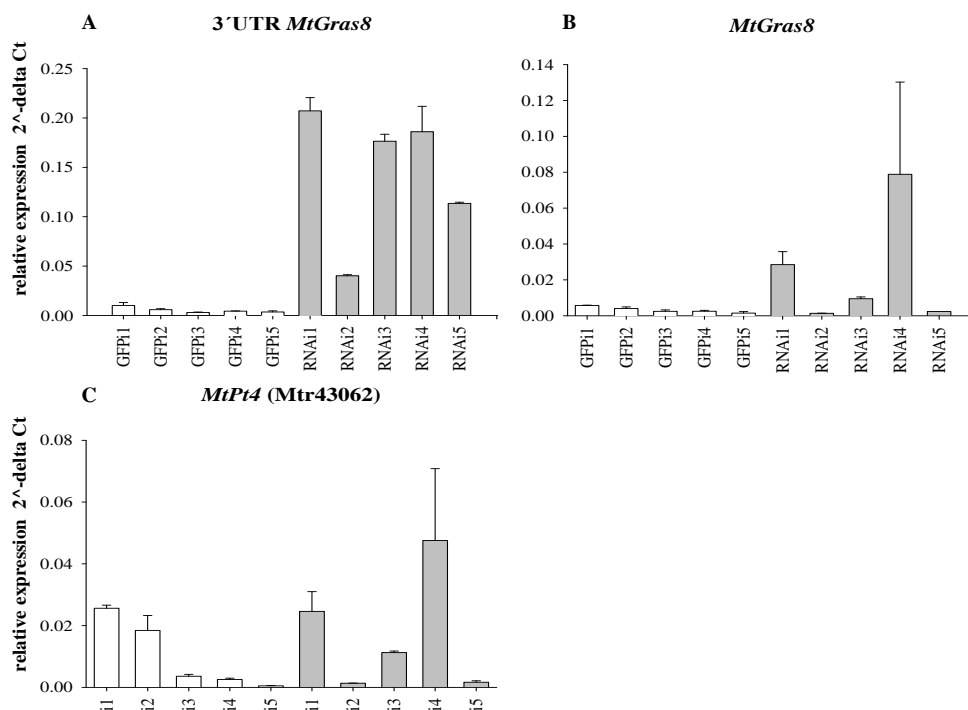 A
3´UTR MtGras8
relative expression 2^-delta Ct
0.25
0.20
0.15
0.10
0.05
0.00
GFPi1
GFPi2
GFPi3
GFPi4
GFPi5
RNAi1
RNAi2
RNAi3
RNAi4
RNAi5
B
MtGras8
0.14
0.12
0.10
0.08
0.06
0.04
0.02
0.00
GFPi1
GFPi2
GFPi3
GFPi4
GFPi5
RNAi1
RNAi2
RNAi3
RNAi4
RNAi5
C
MtPt4 (Mtr43062)
relative expression 2^-delta Ct
0.08
0.06
0.04
0.02
0.00
i1
i2
i3
i4
i5
i1
i2
i3
i4
i5